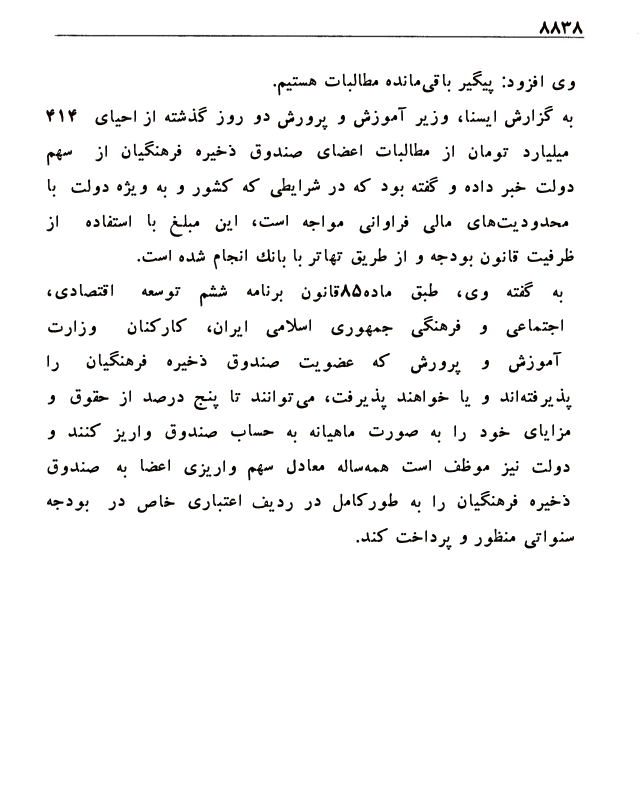 ۸۸۳۸
وی افزود: پیگیر باقی‌مانده مطالبات هستیم.
به گزارش ایسنا، وزیر آموزش و پرورش دو روز گذشته از احیای ۴۱۴
میلیارد تومان از مطالبات اعضای صندوق ذخیره فرهنگیان از سهم
دولت خبر داده و گفته بود که در شرایطی که کشور و به ویژه دولت با
محدودیت‌های مالی فراوانی مواجه است، این مبلغ با استفاده از
ظرفیت قانون بودجه و از طریق تهاتر با بانك انجام شده است.
به گفته وی، طبق ماده۸۵قانون برنامه ششم توسعه اقتصادی،
اجتماعی و فرهنگی جمهوری اسلامی ایران، کارکنان وزارت
آموزش و پرورش که عضویت صندوق ذخیره فرهنگیان را
پذیرفته‌اند و یا خواهند پذیرفت، می‌توانند تا پنج درصد از حقوق و
مزایای خود را به صورت ماهیانه به حساب صندوق واریز کنند و
دولت نیز موظف است همه‌ساله معادل سهم واریزی اعضا به صندوق
ذخیره فرهنگیان را به طورکامل در ردیف اعتباری خاص در بودجه
سنواتی منظور و پرداخت کند.